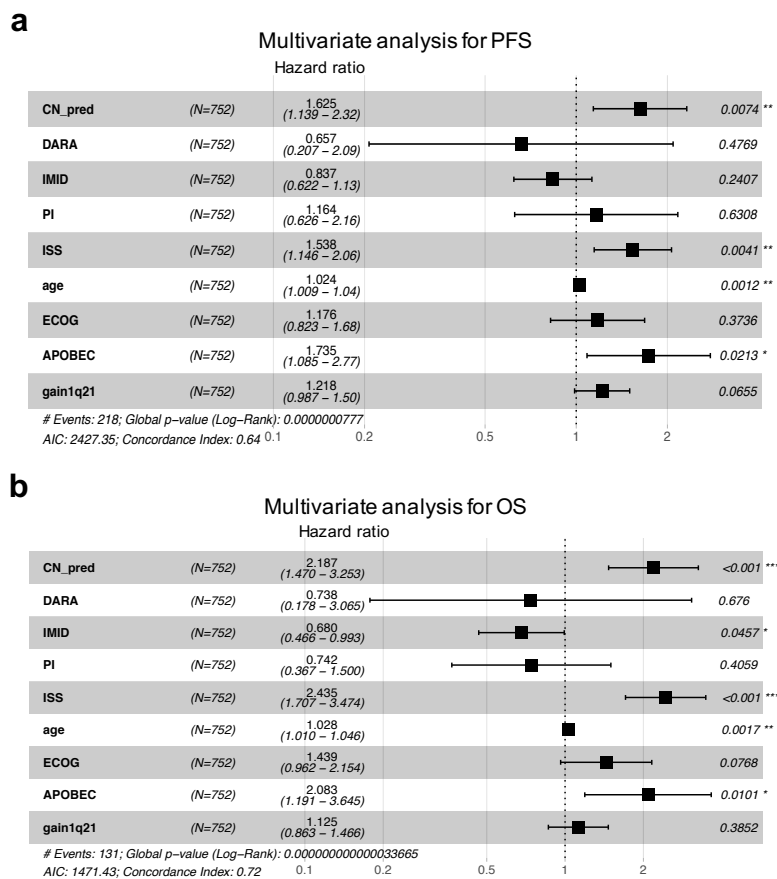 a
Multivariate analysis for PFS
Hazard ratio
CN_pred (N=752) 1.625 (1.139 − 2.32) 0.0074 **
DARA (N=752) 0.657 (0.207 − 2.09) 0.4769
IMID (N=752) 0.837 (0.622 − 1.13) 0.2407
PI (N=752) 1.164 (0.626 − 2.16) 0.6308
ISS (N=752) 1.538 (1.146 − 2.06) 0.0041 **
age (N=752) 1.024 (1.009 − 1.04) 0.0012 **
ECOG (N=752) 1.176 (0.823 − 1.68) 0.3736
APOBEC (N=752) 1.735 (1.085 − 2.77) 0.0213 *
gain1q21 (N=752) 1.218 (0.987 − 1.50) 0.0655
# Events: 218; Global p−value (Log−Rank): 0.0000000777
AIC: 2427.35; Concordance Index: 0.64
0.1 0.2 0.5 1 2
b
Multivariate analysis for OS
Hazard ratio
CN_pred (N=752) 2.187 (1.470 − 3.253) <0.001 ***
DARA (N=752) 0.738 (0.178 − 3.065) 0.676
IMID (N=752) 0.680 (0.466 − 0.993) 0.0457 *
PI (N=752) 0.742 (0.367 − 1.500) 0.4059
ISS (N=752) 2.435 (1.707 − 3.474) <0.001 ***
age (N=752) 1.028 (1.010 − 1.046) 0.0017 **
ECOG (N=752) 1.439 (0.962 − 2.154) 0.0768
APOBEC (N=752) 2.083 (1.191 − 3.645) 0.0101 *
gain1q21 (N=752) 1.125 (0.863 − 1.466) 0.3852
# Events: 131; Global p−value (Log−Rank): 0.000000000000033665
AIC: 1471.43; Concordance Index: 0.72
0.1 0.2 0.5 1 2